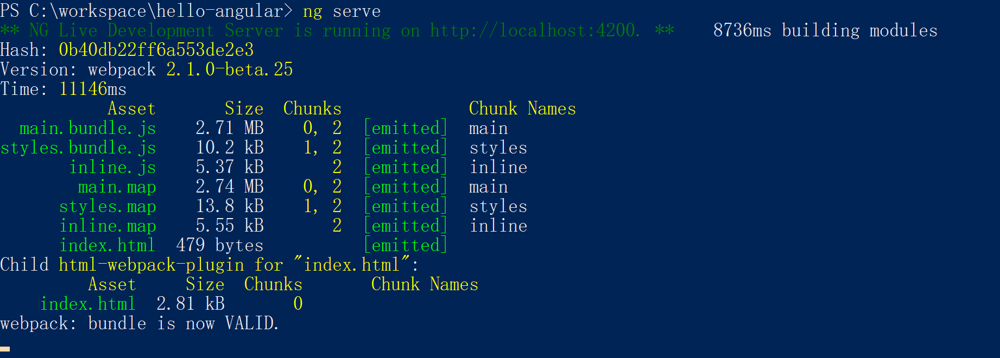 PS C:\workspace\hello-angular> ng serve
** NG Live Development Server is running on http://localhost:4200. ** 8736ms building modules
Hash: 0b40db22ff6a553de2e3
Version: webpack 2.1.0-beta.25
Time: 11146ms
Asset Size Chunks Chunk Names
main.bundle.js 2.71 MB 0, 2 [emitted] main
styles.bundle.js 10.2 kB 1, 2 [emitted] styles
inline.js 5.37 kB 2 [emitted] inline
main.map 2.74 MB 0, 2 [emitted] main
styles.map 13.8 kB 1, 2 [emitted] styles
inline.map 5.55 kB 2 [emitted] inline
index.html 479 bytes [emitted]
Child html-webpack-plugin for "index.html":
Asset Size Chunks Chunk Names
index.html 2.81 kB 0
webpack: bundle is now VALID.